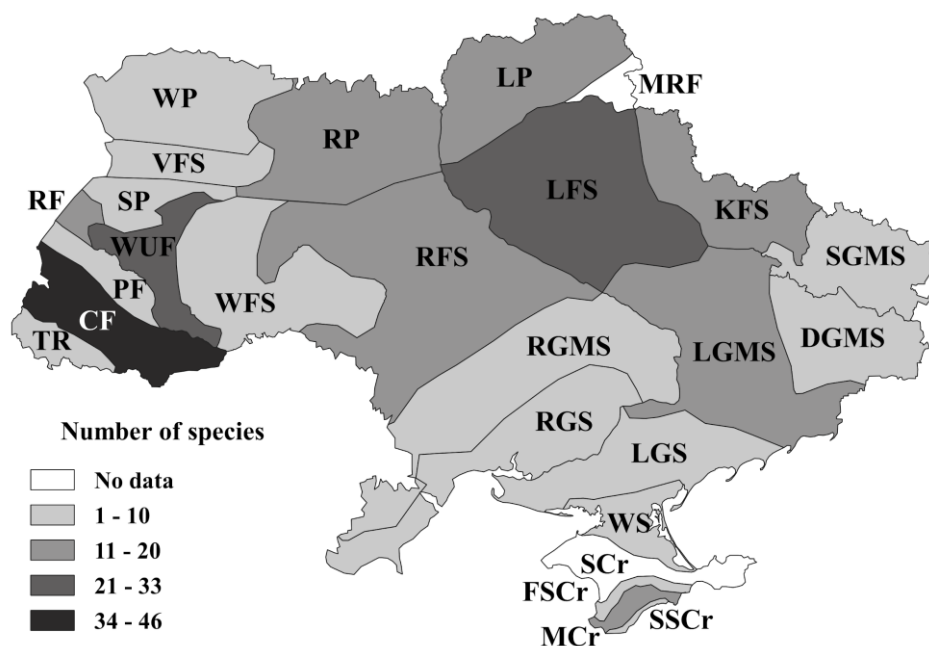 LP
MRF
WP
RP
VFS
LFS
RF
SP
KFS
WUF
SGMS
RFS
PF
WFS
CF
TR
RGMS
LGMS
DGMS
RGS
LGS
WS
SCr
FSCr
SSCr
MCr
Number of species
No data
1 - 10
11 - 20
21 - 33
34 - 46